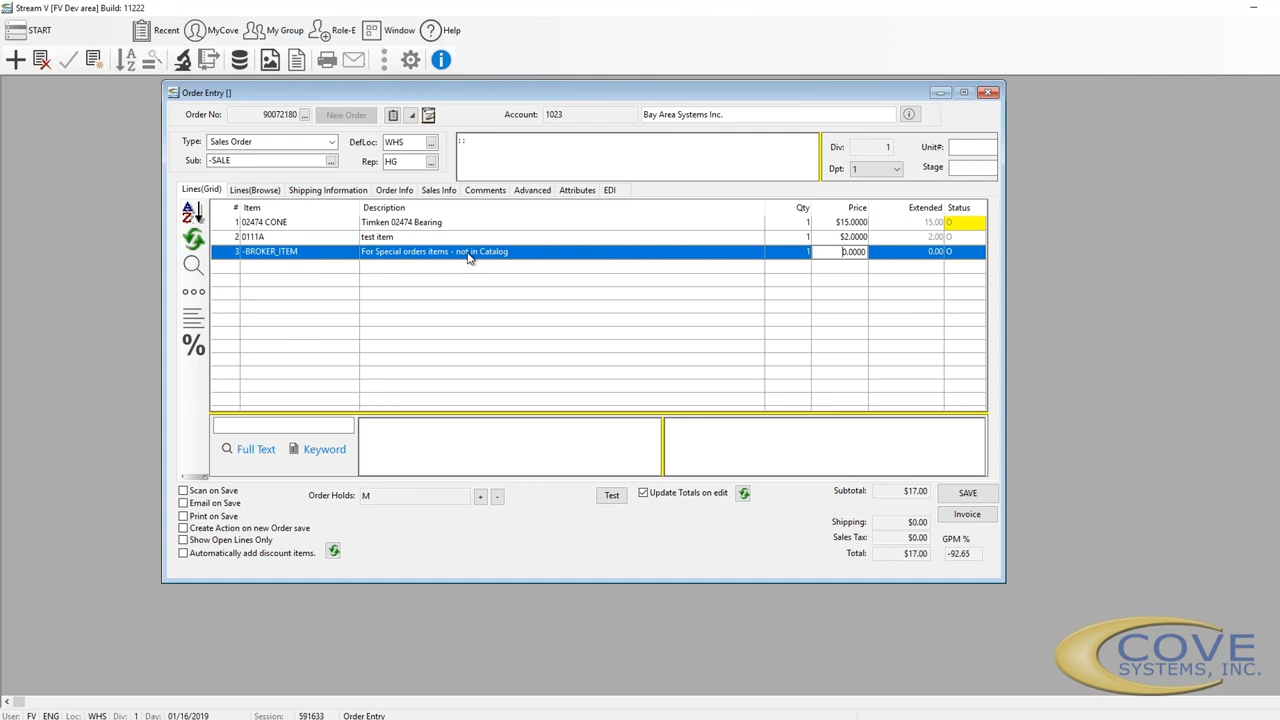 Stream V [FV Dev area] Build: 11222
START Recent MyCove My Group Role-E Window Help
Order Entry []
Order No: 90072180 ... New Order Account: 1023 Bay Area Systems Inc.
Type: Sales Order DefLoc: WHS ... :: Div: 1 Unit#:
Sub: -SALE ... Rep: HG ... Dpt: 1 Stage
Lines(Grid) Lines(Browse) Shipping Information Order Info Sales Info Comments Advanced Attributes EDI
# Item Description Qty Price Extended Status
1 02474 CONE Timken 02474 Bearing 1 $15.0000 15.00 O
2 0111A test item 1 $2.0000 2.00 O
3 -BROKER_ITEM For Special orders items - not in Catalog 1 0.0000 0.00 O
%
Full Text Keyword
Scan on Save Order Holds: M + - Test Update Totals on edit Subtotal: $17.00 SAVE
Email on Save
Print on Save Invoice
Create Action on new Order save Shipping: $0.00
Show Open Lines Only Sales Tax: $0.00 GPM %
Automatically add discount items. Total: $17.00 -92.65
COVE
SYSTEMS, INC.
User: FV ENG Loc: WHS Div: 1 Day: 01/16/2019 Session: 591633 Order Entry